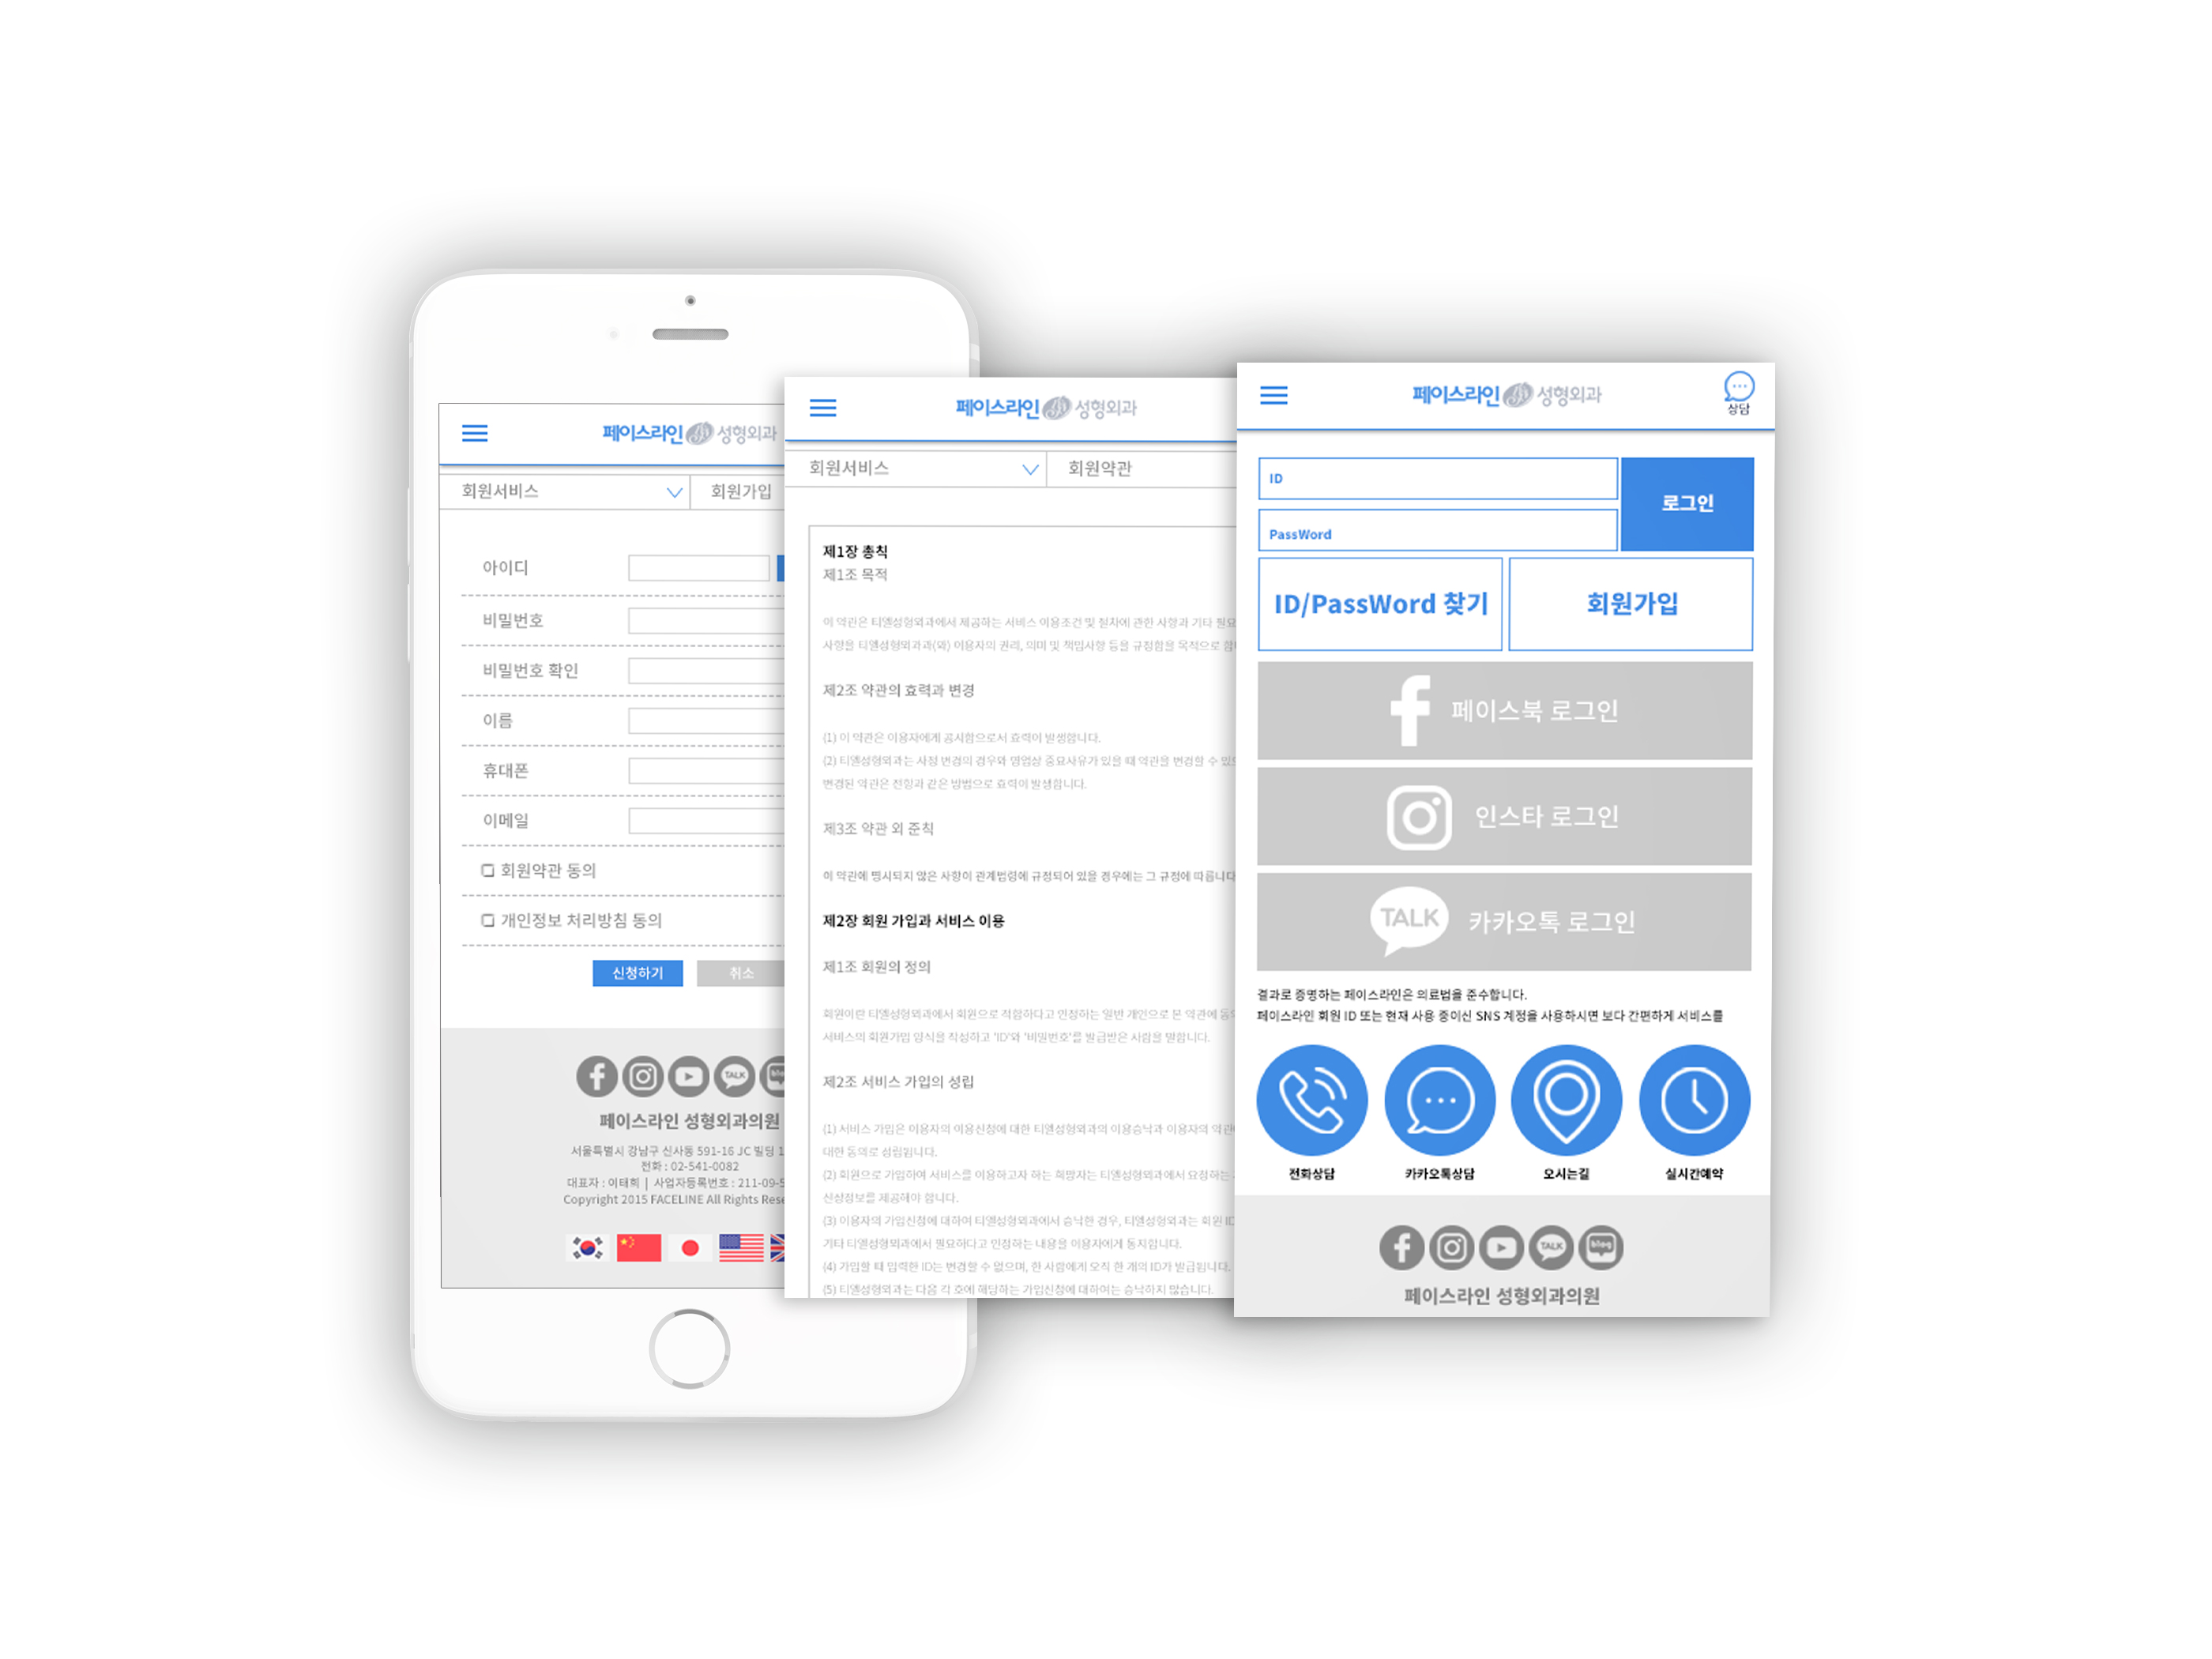 페이스라인 성형외과
회원서비스
회원가입
아이디
비밀번호
비밀번호 확인
이름
휴대폰
이메일
회원약관 동의
개인정보 처리방침 동의
신청하기
취소
TALK
페이스라인 성형외과의원
서울특별시 강남구 신사동 591-16 JC 빌딩 1
전화 : 02-541-0082
대표자 : 이태희 | 사업자등록번호 : 211-09-5
Copyright 2015 FACELINE All Rights Rese
페이스라인 성형외과
회원서비스
회원약관
제1장 총칙
제1조 목적
이 약관은 티엘성형외과에서 제공하는 서비스 이용조건 및 절차에 관한 사항과 기타 필요
사항을 티엘성형외과과(와) 이용자의 권리, 의미 및 책임사항 등을 규정함을 목적으로 합
제2조 약관의 효력과 변경
(1) 이 약관은 이용자에게 공시함으로서 효력이 발생합니다.
(2) 티엘성형외과는 사정 변경의 경우와 영업상 중요사유가 있을 때 약관을 변경할 수 있으
변경된 약관은 전항과 같은 방법으로 효력이 발생합니다.
제3조 약관 외 준칙
이 약관에 명시되지 않은 사항이 관계법령에 규정되어 있을 경우에는 그 규정에 따릅니다
제2장 회원 가입과 서비스 이용
제1조 회원의 정의
회원이란 티엘성형외과에서 회원으로 적합하다고 인정하는 일반 개인으로 본 약관에 동의
서비스의 회원가입 양식을 작성하고 'ID'와 '비밀번호'를 발급받은 사람을 말합니다.
제2조 서비스 가입의 성립
(1) 서비스 가입은 이용자의 이용신청에 대한 티엘성형외과의 이용승낙과 이용자의 약관에
대한 동의로 성립됩니다.
(2) 회원으로 가입하여 서비스를 이용하고자 하는 희망자는 티엘성형외과에서 요청하는
신상정보를 제공해야 합니다.
(3) 이용자의 가입신청에 대하여 티엘성형외과에서 승낙한 경우, 티엘성형외과는 회원 ID
기타 티엘성형외과에서 필요하다고 인정하는 내용을 이용자에게 통지합니다.
(4) 가입할 때 입력한 ID는 변경할 수 없으며, 한 사람에게 오직 한 개의 ID가 발급됩니다.
(5) 티엘성형외과는 다음 각 호에 해당하는 가입신청에 대하여는 승낙하지 않습니다.
페이스라인 성형외과
상담
ID
로그인
PassWord
ID/PassWord 찾기
회원가입
페이스북 로그인
인스타 로그인
TALK 카카오톡 로그인
결과로 증명하는 페이스라인은 의료법을 준수합니다.
페이스라인 회원 ID 또는 현재 사용 중이신 SNS 계정을 사용하시면 보다 간편하게 서비스를
전화상담
카카오톡상담
오시는길
실시간예약
TALK
blog
페이스라인 성형외과의원